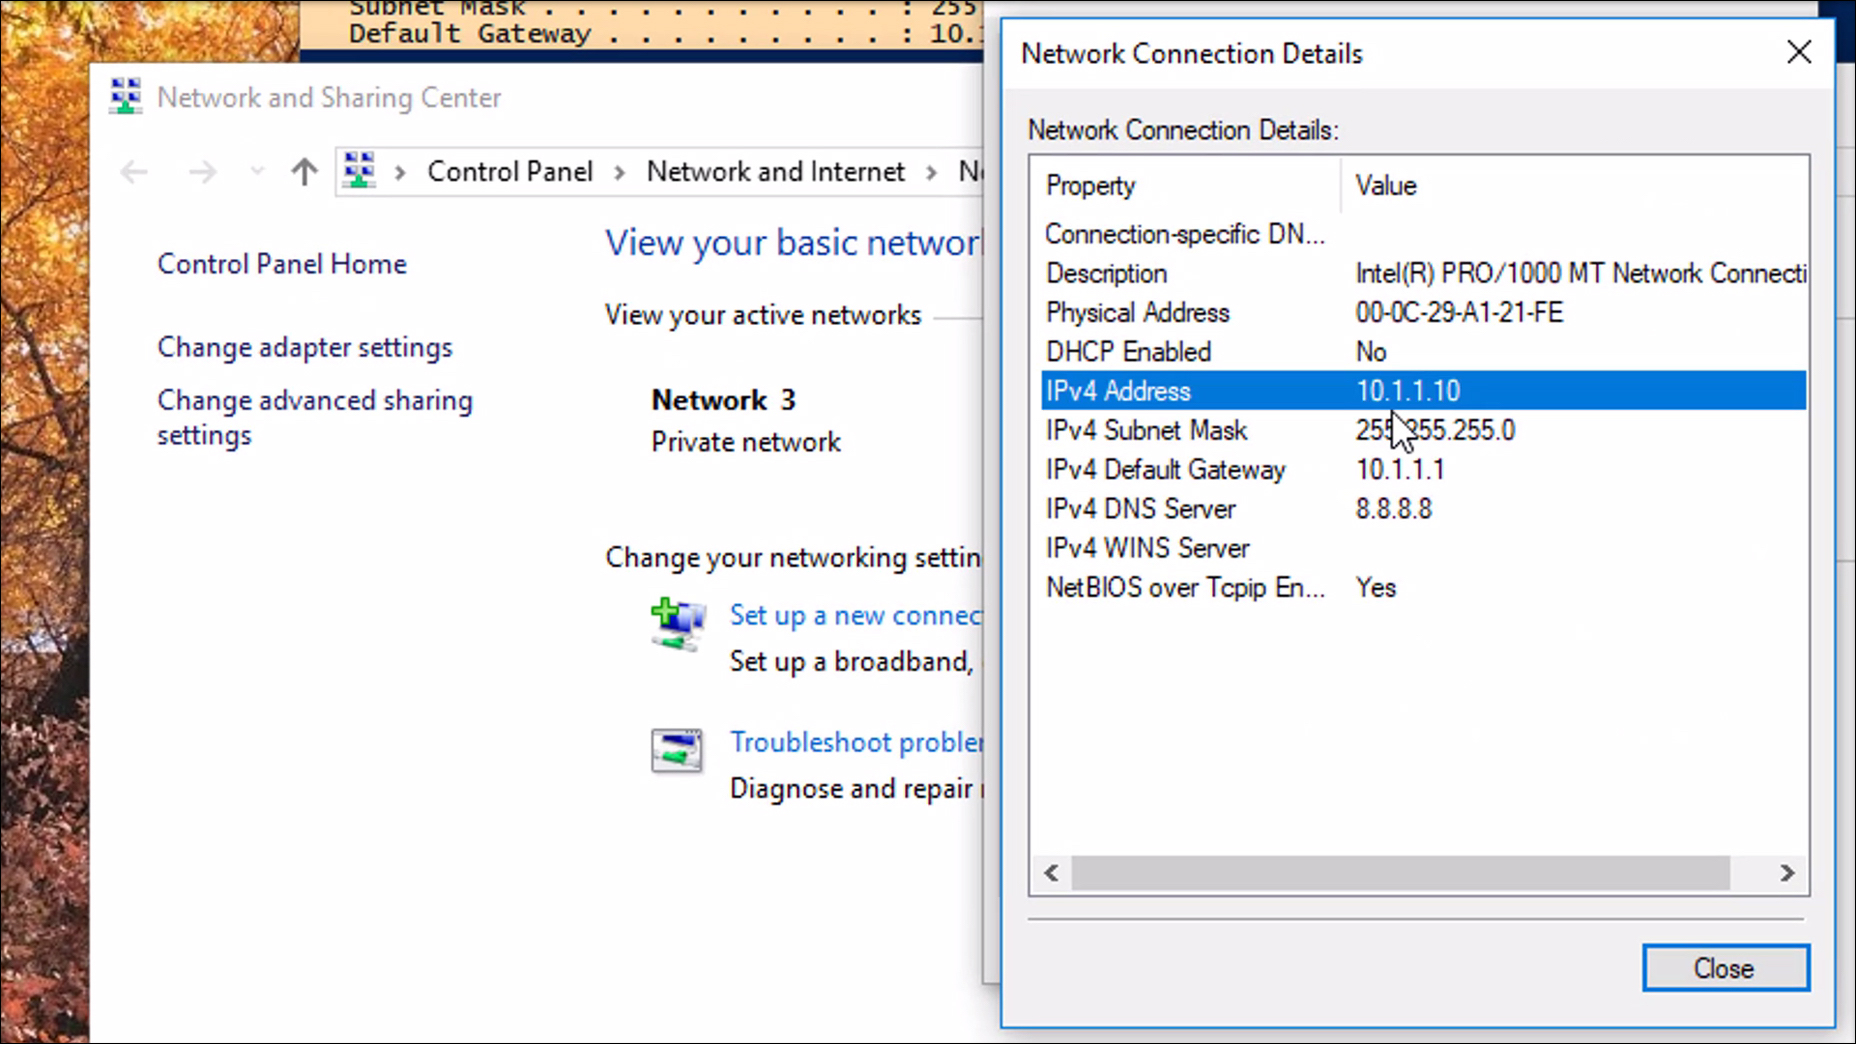 Subnet Mask . . . . . . . . . . . : 255
Default Gateway . . . . . . . . . : 10.1
Network and Sharing Center
Control Panel > Network and Internet >
Control Panel Home
Change adapter settings
Change advanced sharing
settings
View your basic networ
View your active networks
Network 3
Private network
Change your networking settin
Set up a new connec
Set up a broadband,
Troubleshoot probler
Diagnose and repair
Network Connection Details
Network Connection Details:
Property Value
Connection-specific DN...
Description Intel(R) PRO/1000 MT Network Connecti
Physical Address 00-0C-29-A1-21-FE
DHCP Enabled No
IPv4 Address 10.1.1.10
IPv4 Subnet Mask 255.255.255.0
IPv4 Default Gateway 10.1.1.1
IPv4 DNS Server 8.8.8.8
IPv4 WINS Server
NetBIOS over Tcpip En... Yes
Close